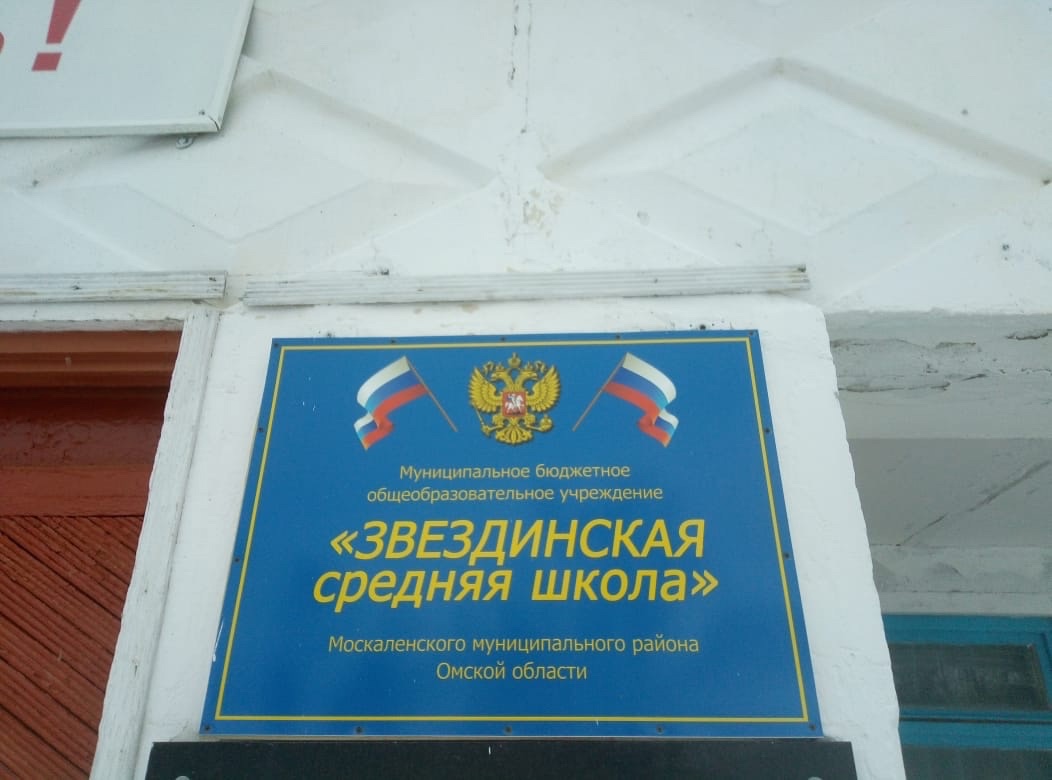 !
Муниципальное бюджетное
общеобразовательное учреждение
«ЗВЕЗДИНСКАЯ
средняя школа»
Москаленского муниципального района
Омской области